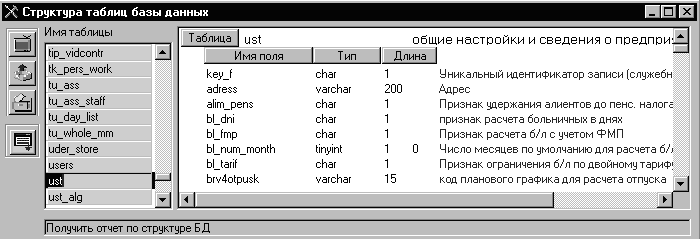 Структура таблиц базы данных
Имя таблицы
tip_vidcontr
tk_pers_work
tu_ass
tu_ass_staff
tu_day_list
tu_whole_mm
uder_store
users
ust
ust_alg
Таблица ust общие настройки и сведения о предприя
Имя поля Тип Длина
key_f char 1 Уникальный идентификатор записи (служебн
adress varchar 200 Адрес
alim_pens char 1 Признак удержания алиентов до пенс. налога
bl_dni char 1 признак расчета больничных в днях
bl_fmp char 1 Признак расчета б/л с учетом ФМП
bl_num_month tinyint 1 0 Число месяцев по умолчанию для расчета б/л
bl_tarif char 1 Признак ограничения б/л по двойному тарифу
brv4otpusk varchar 15 код планового графика для расчета отпуска
Получить отчет по структуре БД